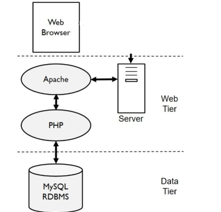 Web
Browser
Apache
Web
Tier
Server
PHP
MySQL
RDBMS
Data
Tier